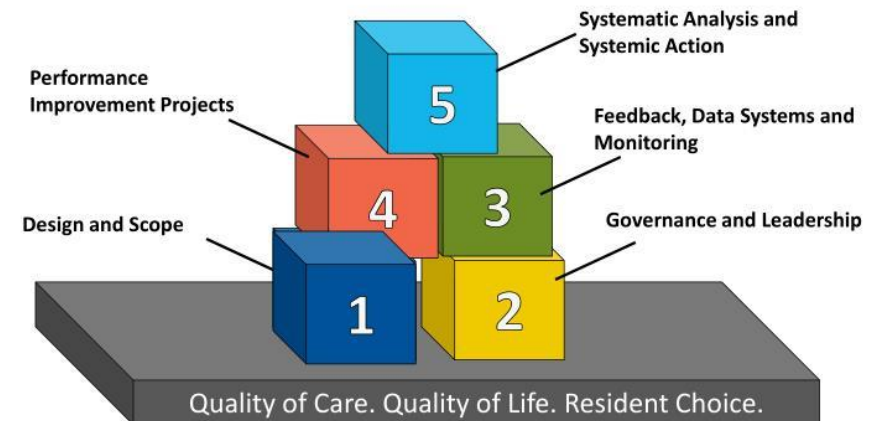 Systematic Analysis and
Systemic Action
Performance
Improvement Projects
5
Feedback, Data Systems and
Monitoring
4
3
Design and Scope
Governance and Leadership
1
2
Quality of Care. Quality of Life. Resident Choice.